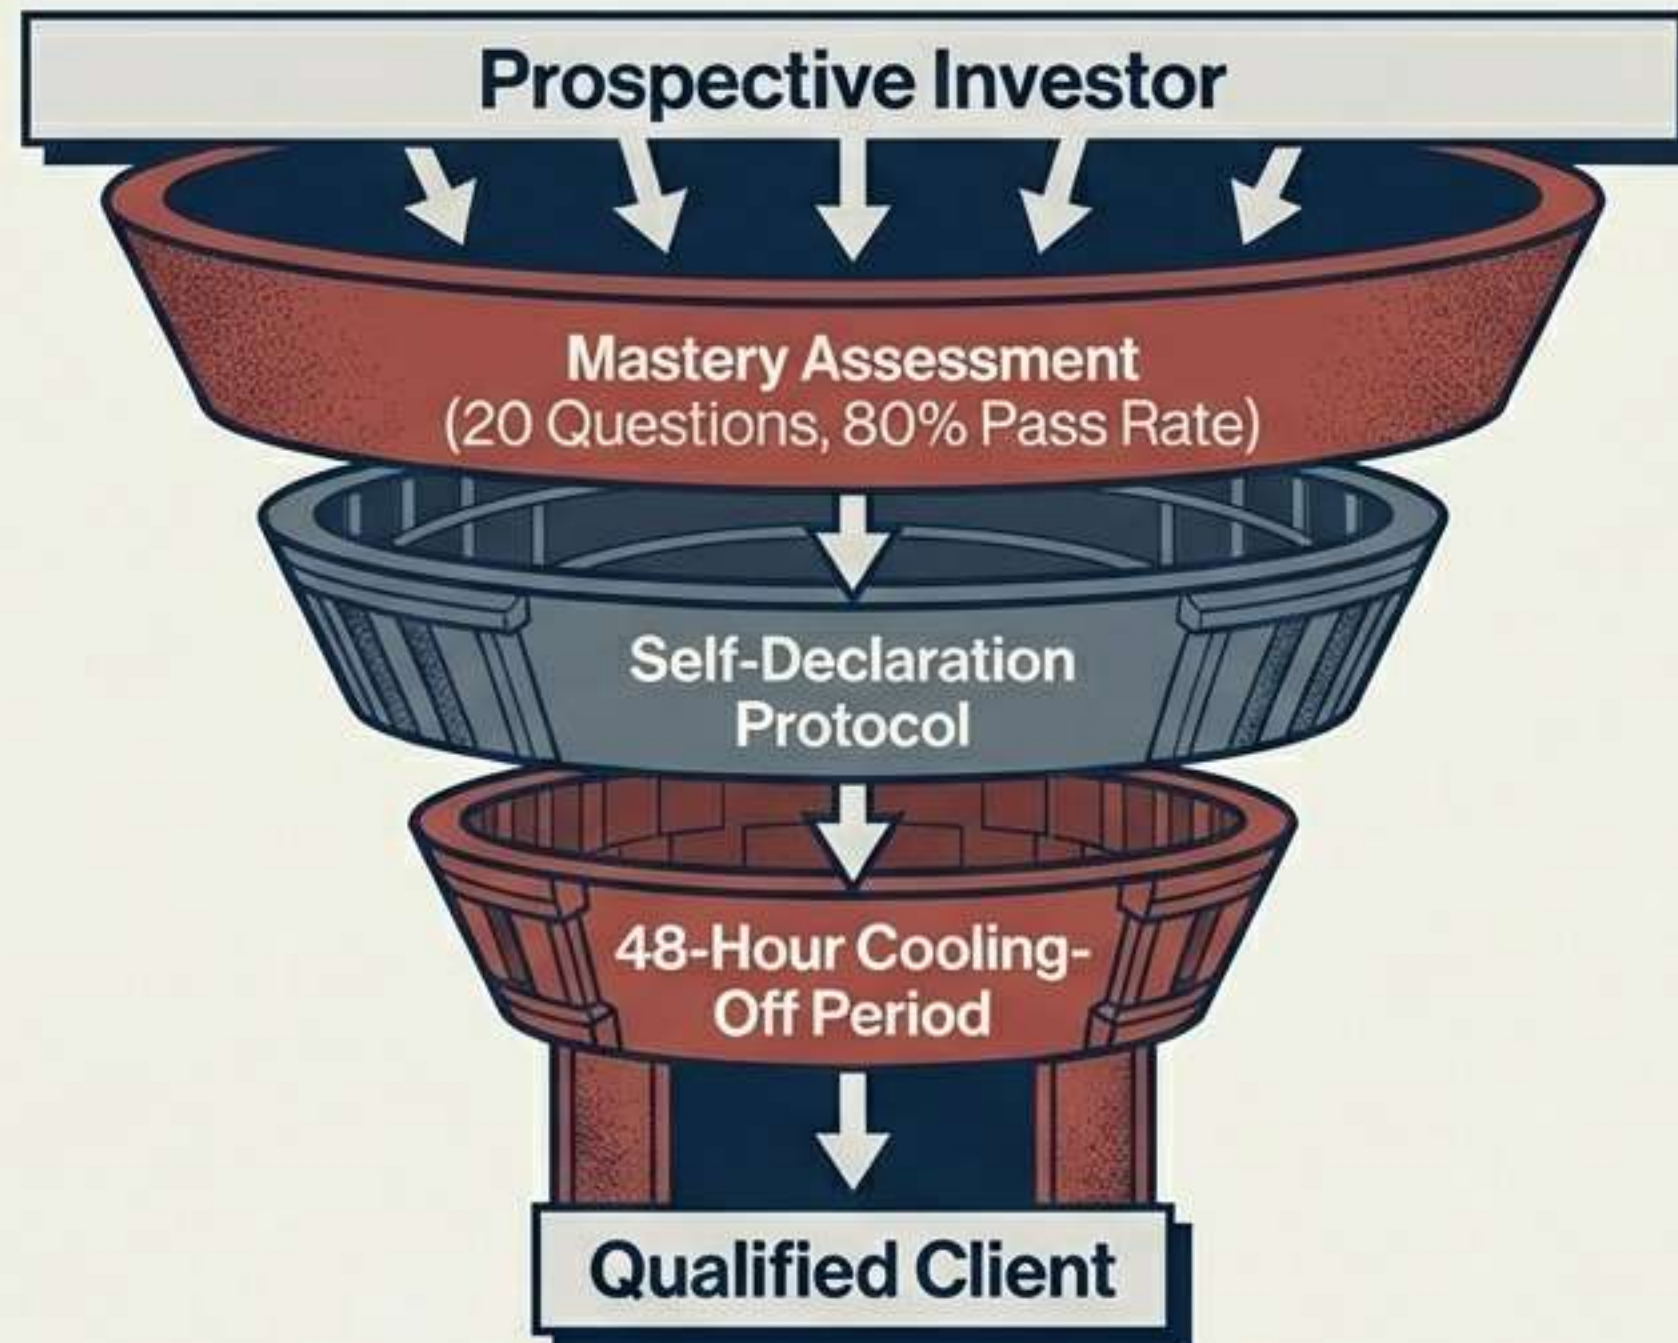 Prospective Investor
Mastery Assessment
(20 Questions, 80% Pass Rate)
Self-Declaration
Protocol
48-Hour Cooling-
Off Period
Qualified Client